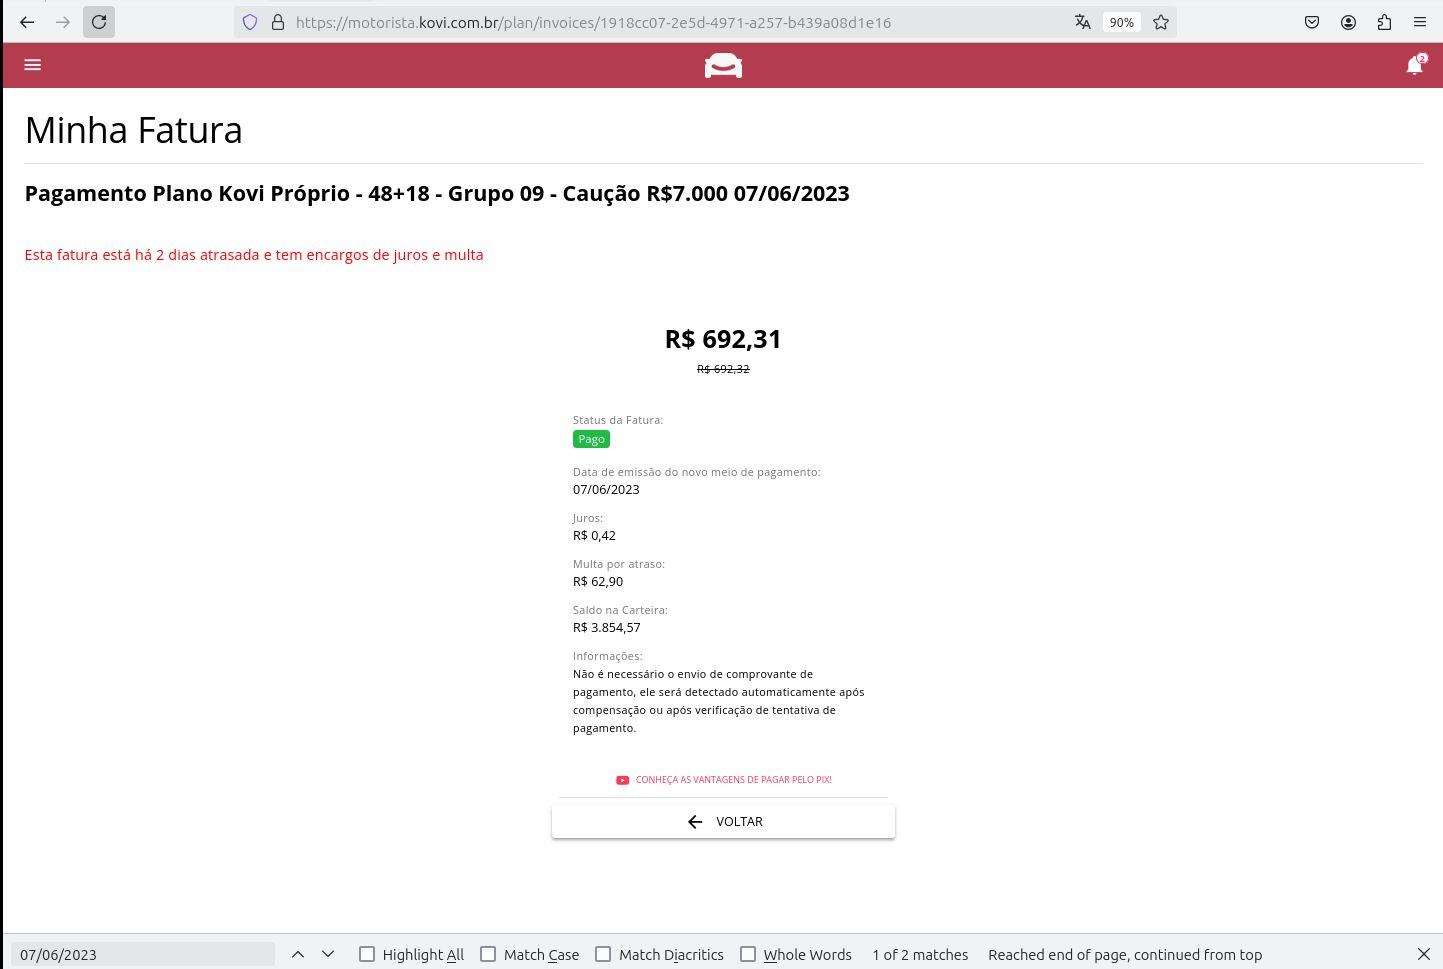 https://motorista.kovi.com.br/plan/invoices/1918cc07-2e5d-4971-a257-b439a08d1e16
90%
2
Minha Fatura
Pagamento Plano Kovi Próprio - 48+18 - Grupo 09 - Caução R$7.000 07/06/2023
Esta fatura está há 2 dias atrasada e tem encargos de juros e multa
R$ 692,31
R$ 692,32
Status da Fatura:
Pago
Data de emissão do novo meio de pagamento:
07/06/2023
Juros:
R$ 0,42
Multa por atraso:
R$ 62,90
Saldo na Carteira:
R$ 3.854,57
Informações:
Não é necessário o envio de comprovante de
pagamento, ele será detectado automaticamente após
compensação ou após verificação de tentativa de
pagamento.
CONHEÇA AS VANTAGENS DE PAGAR PELO PIX!
VOLTAR
07/06/2023 Highlight All Match Case Match Diacritics Whole Words 1 of 2 matches Reached end of page, continued from top